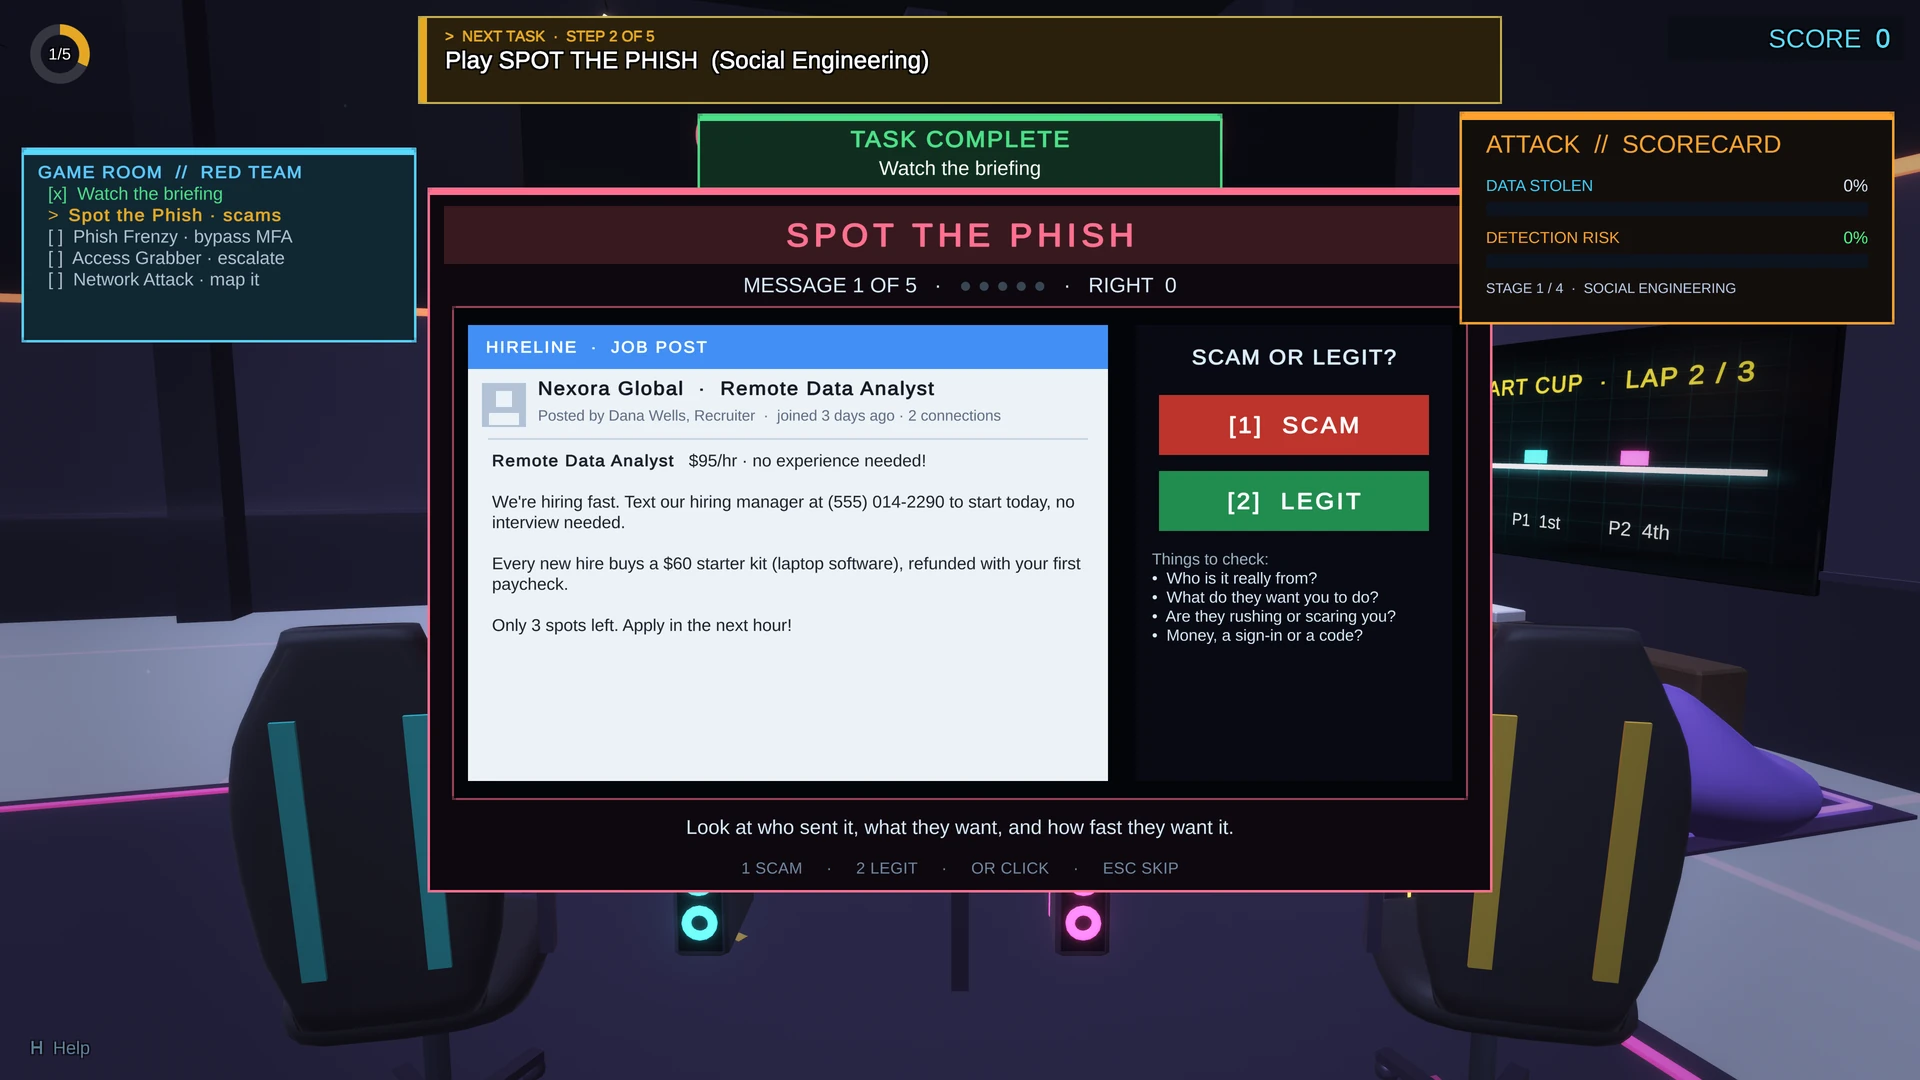 1/5
> NEXT TASK · STEP 2 OF 5
Play SPOT THE PHISH (Social Engineering)
SCORE 0
TASK COMPLETE
Watch the briefing
GAME ROOM // RED TEAM
[x] Watch the briefing
> Spot the Phish · scams
[ ] Phish Frenzy · bypass MFA
[ ] Access Grabber · escalate
[ ] Network Attack · map it
ATTACK // SCORECARD
DATA STOLEN 0%
DETECTION RISK 0%
STAGE 1 / 4 · SOCIAL ENGINEERING
SPOT THE PHISH
MESSAGE 1 OF 5 · ● ● ● ● ● · RIGHT 0
HIRELINE · JOB POST
Nexora Global · Remote Data Analyst
Posted by Dana Wells, Recruiter · joined 3 days ago · 2 connections
Remote Data Analyst $95/hr · no experience needed!
We're hiring fast. Text our hiring manager at (555) 014-2290 to start today, no
interview needed.
Every new hire buys a $60 starter kit (laptop software), refunded with your first
paycheck.
Only 3 spots left. Apply in the next hour!
SCAM OR LEGIT?
[1] SCAM
[2] LEGIT
Things to check:
• Who is it really from?
• What do they want you to do?
• Are they rushing or scaring you?
• Money, a sign-in or a code?
Look at who sent it, what they want, and how fast they want it.
1 SCAM · 2 LEGIT · OR CLICK · ESC SKIP
ART CUP · LAP 2 / 3
P1 1st
P2 4th
H Help